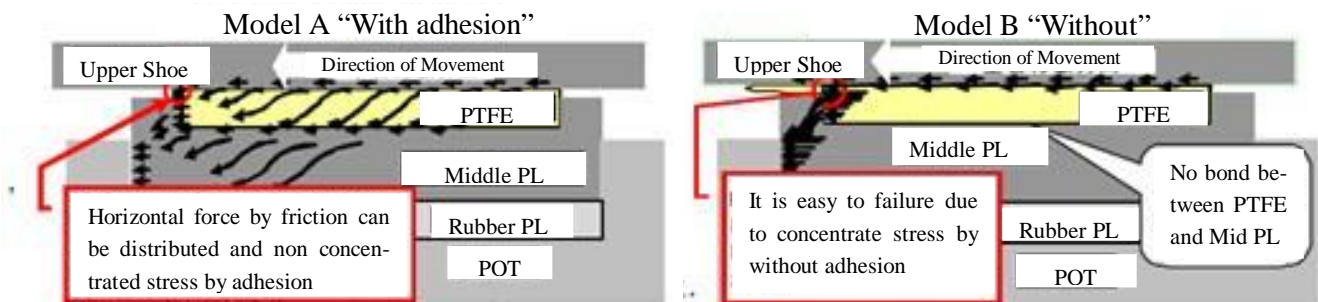 Model A “With adhesion”
Upper Shoe
Direction of Movement
PTFE
Middle PL
Rubber PL
POT
Horizontal force by friction can
be distributed and non concen-
trated stress by adhesion
Model B “Without”
Upper Shoe
Direction of Movement
PTFE
Middle PL
No bond be-
tween PTFE
and Mid PL
Rubber PL
POT
It is easy to failure due
to concentrate stress by
without adhesion